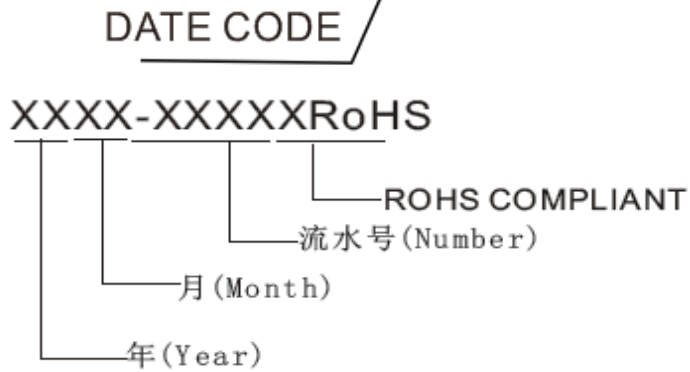 DATE CODE
XXXX-XXXXXRoHS
ROHS COMPLIANT
流水号(Number)
月(Month)
年(Year)